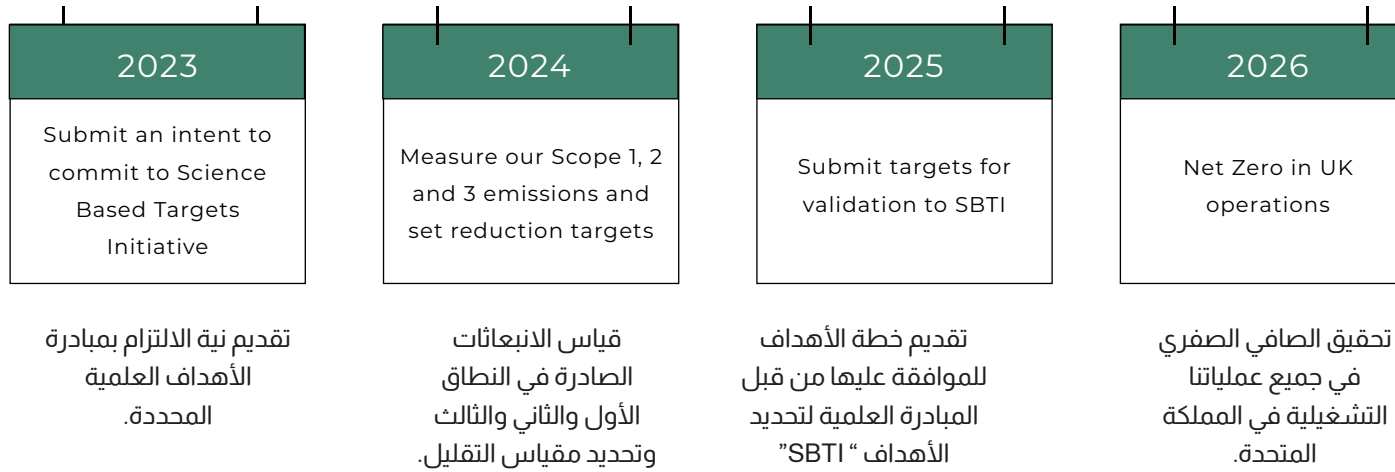 2023
Submit an intent to
commit to Science
Based Targets
Initiative
تقديم نية الالتزام بمبادرة
الأهداف العلمية
المحددة.
2024
Measure our Scope 1, 2
and 3 emissions and
set reduction targets
قياس الانبعاثات
الصادرة في النطاق
الأول والثاني والثالث
وتحديد مقياس التقليل.
2025
Submit targets for
validation to SBTI
تقديم خطة الأهداف
للموافقة عليها من قبل
المبادرة العلمية لتحديد
الأهداف “ SBTI”
2026
Net Zero in UK
operations
تحقيق الصافي الصفري
في جميع عملياتنا
التشغيلية في المملكة
المتحدة.